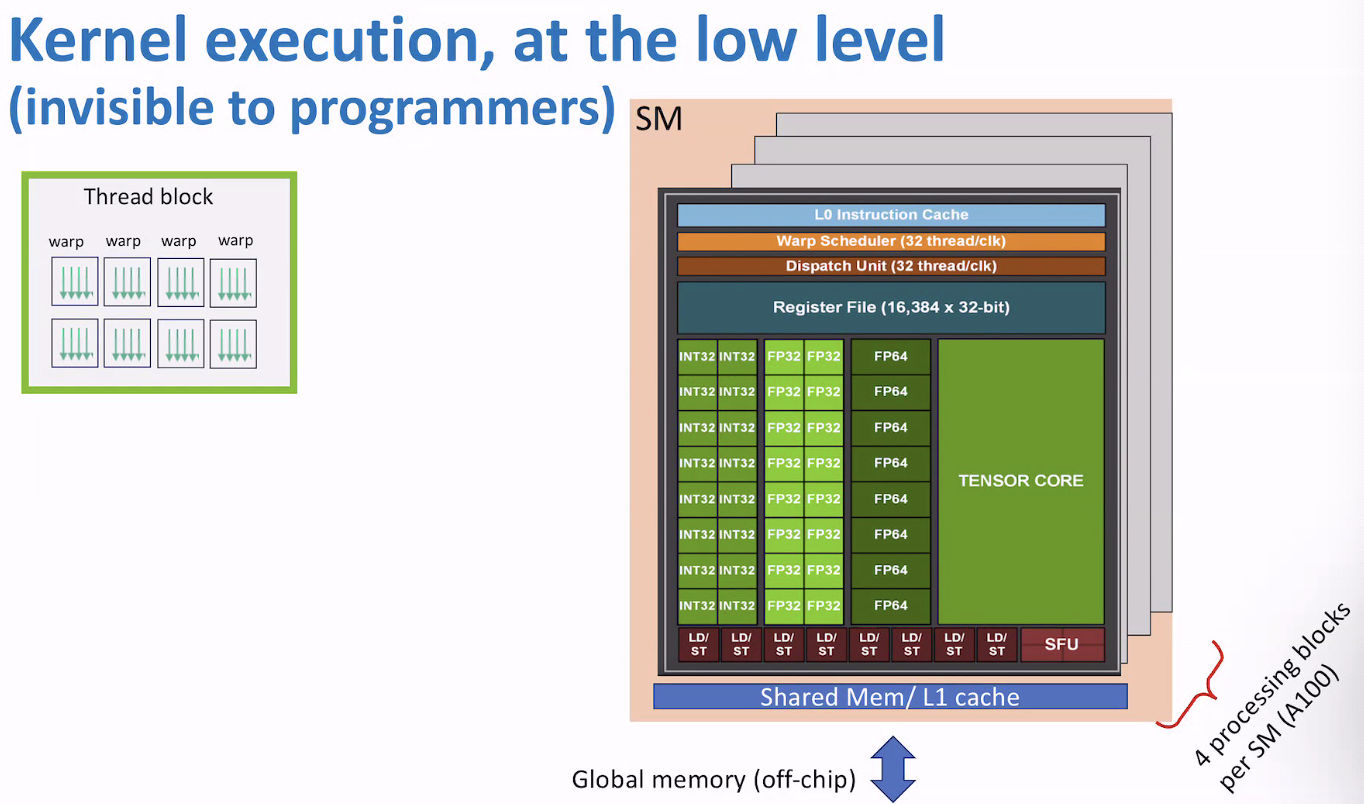 Kernel execution, at the low level
(invisible to programmers)
SM
Thread block
warp warp warp warp
L0 Instruction Cache
Warp Scheduler (32 thread/clk)
Dispatch Unit (32 thread/clk)
Register File (16,384 x 32-bit)
INT32 INT32 FP32 FP32 FP64
INT32 INT32 FP32 FP32 FP64
INT32 INT32 FP32 FP32 FP64
INT32 INT32 FP32 FP32 FP64
INT32 INT32 FP32 FP32 FP64
INT32 INT32 FP32 FP32 FP64
INT32 INT32 FP32 FP32 FP64
INT32 INT32 FP32 FP32 FP64
TENSOR CORE
LD/ LD/ LD/ LD/ LD/ LD/ LD/ LD/
ST ST ST ST ST ST ST ST
SFU
Shared Mem/ L1 cache
4 processing blocks
per SM (A100)
Global memory (off-chip)